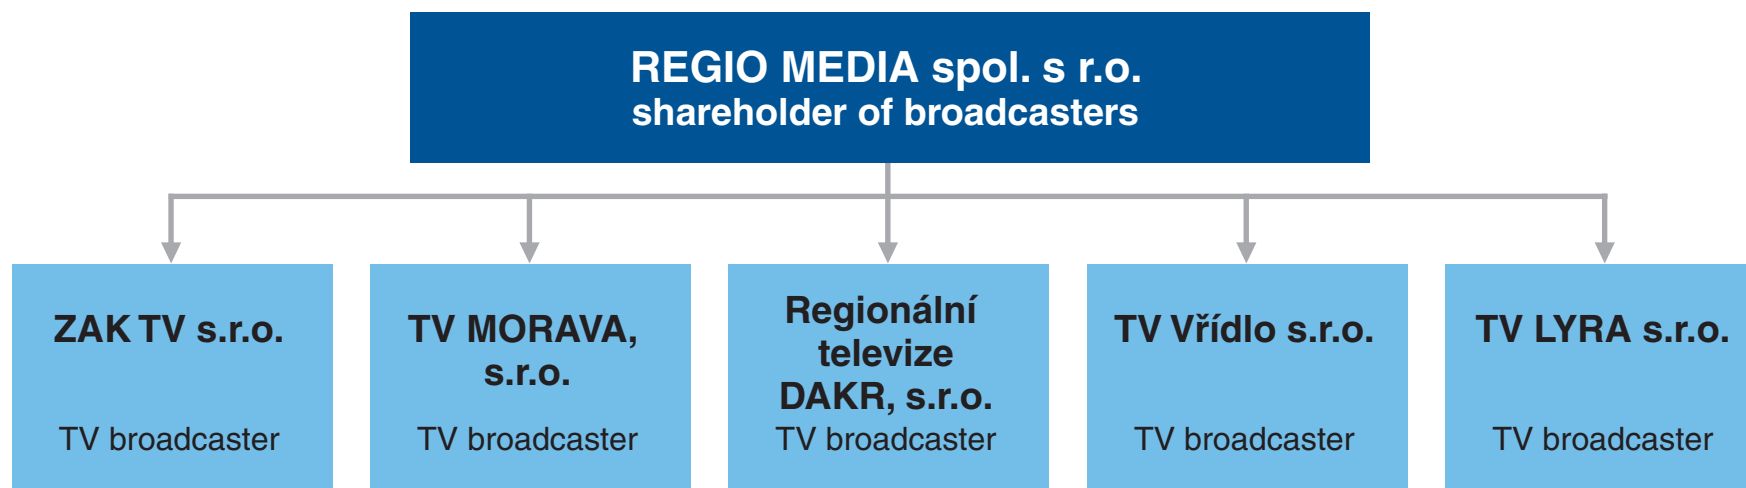 REGIO MEDIA spol. s r.o.
shareholder of broadcasters
ZAK TV s.r.o.
TV broadcaster
TV MORAVA,
s.r.o.
TV broadcaster
Regionální
televize
DAKR, s.r.o.
TV broadcaster
TV Vřídlo s.r.o.
TV broadcaster
TV LYRA s.r.o.
TV broadcaster